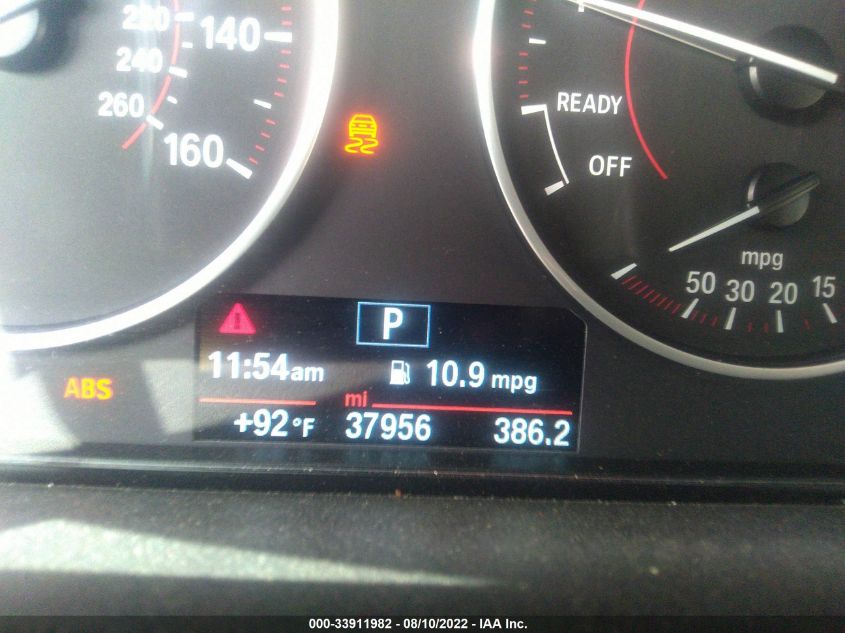 220
140
240
260
160
READY
OFF
mpg
50 30 20 15
P
11:54am
10.9 mpg
ABS
mi
+92°F
37956
386.2
000-33911982 - 08/10/2022 - IAA Inc.